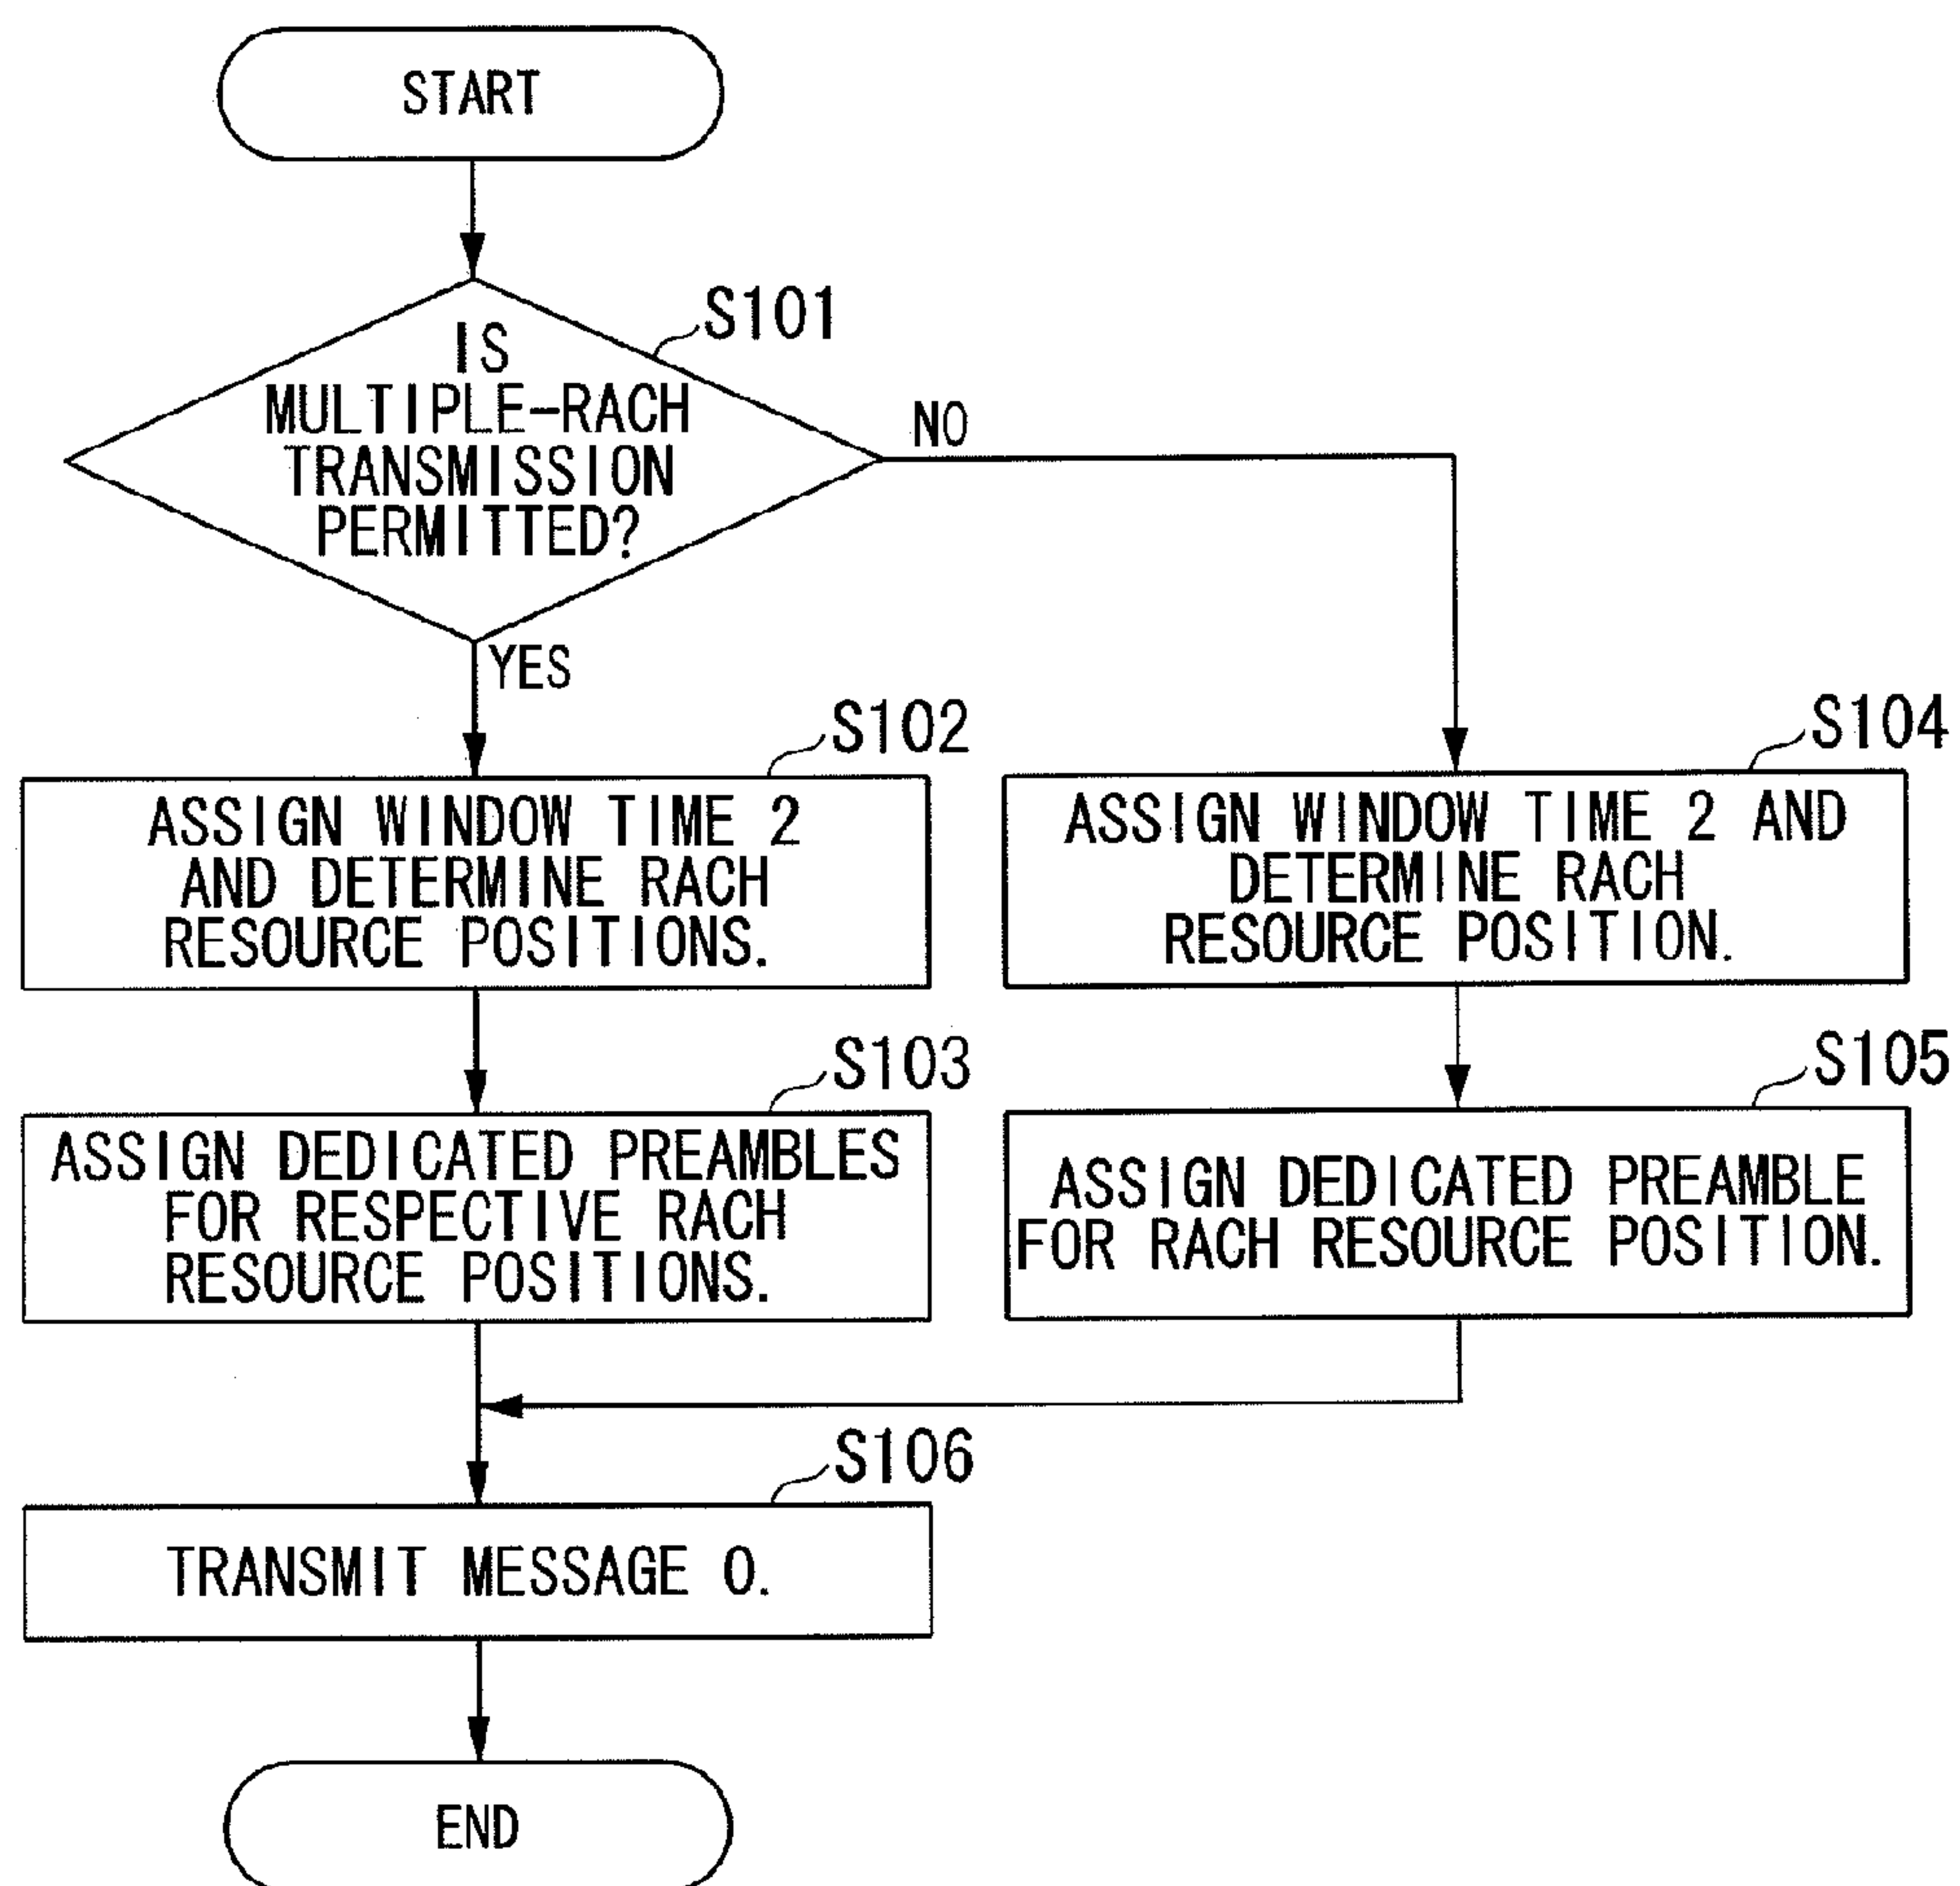 START
S101
IS
MULTIPLE-RACH
TRANSMISSION
PERMITTED?
NO
YES
S102
ASSIGN WINDOW TIME 2
AND DETERMINE RACH
RESOURCE POSITIONS.
S104
ASSIGN WINDOW TIME 2 AND
DETERMINE RACH
RESOURCE POSITION.
S103
ASSIGN DEDICATED PREAMBLES
FOR RESPECTIVE RACH
RESOURCE POSITIONS.
S105
ASSIGN DEDICATED PREAMBLE
FOR RACH RESOURCE POSITION.
S106
TRANSMIT MESSAGE 0.
END